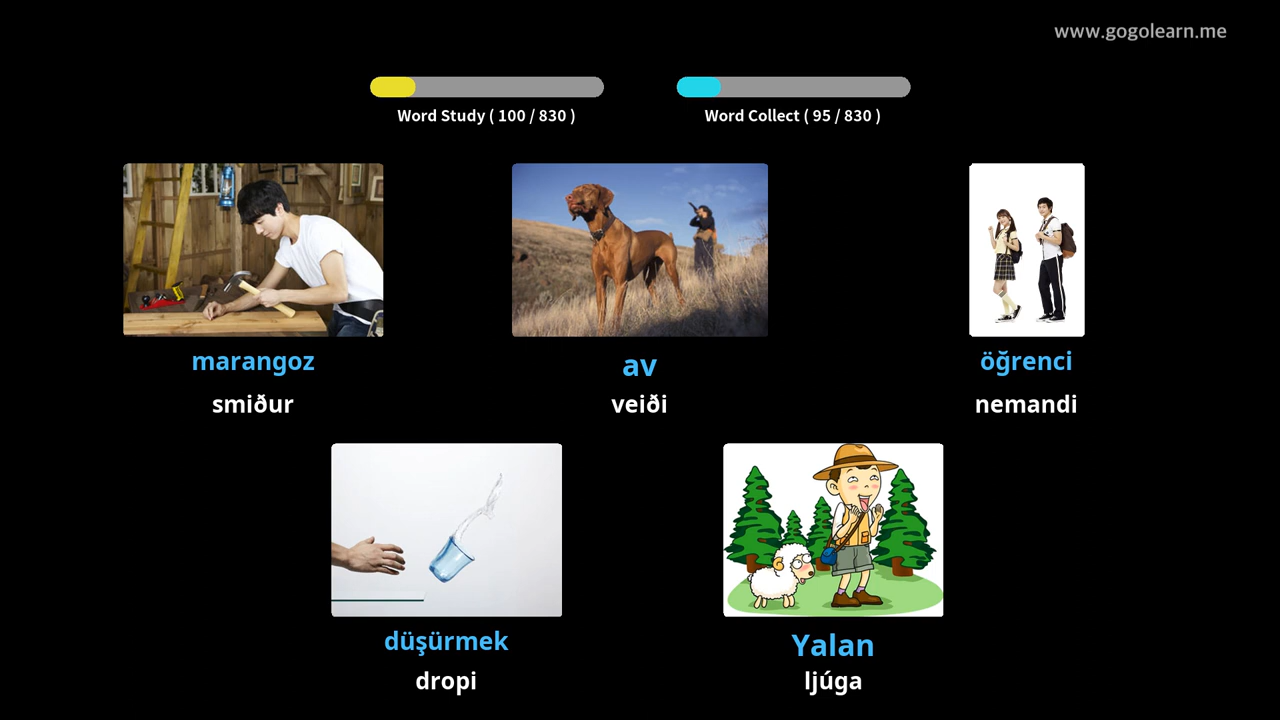 www.gogolearn.me
Word Study ( 100 / 830 )
Word Collect ( 95 / 830 )
marangoz
smiður
av
veiði
öğrenci
nemandi
düşürmek
dropi
Yalan
ljúga